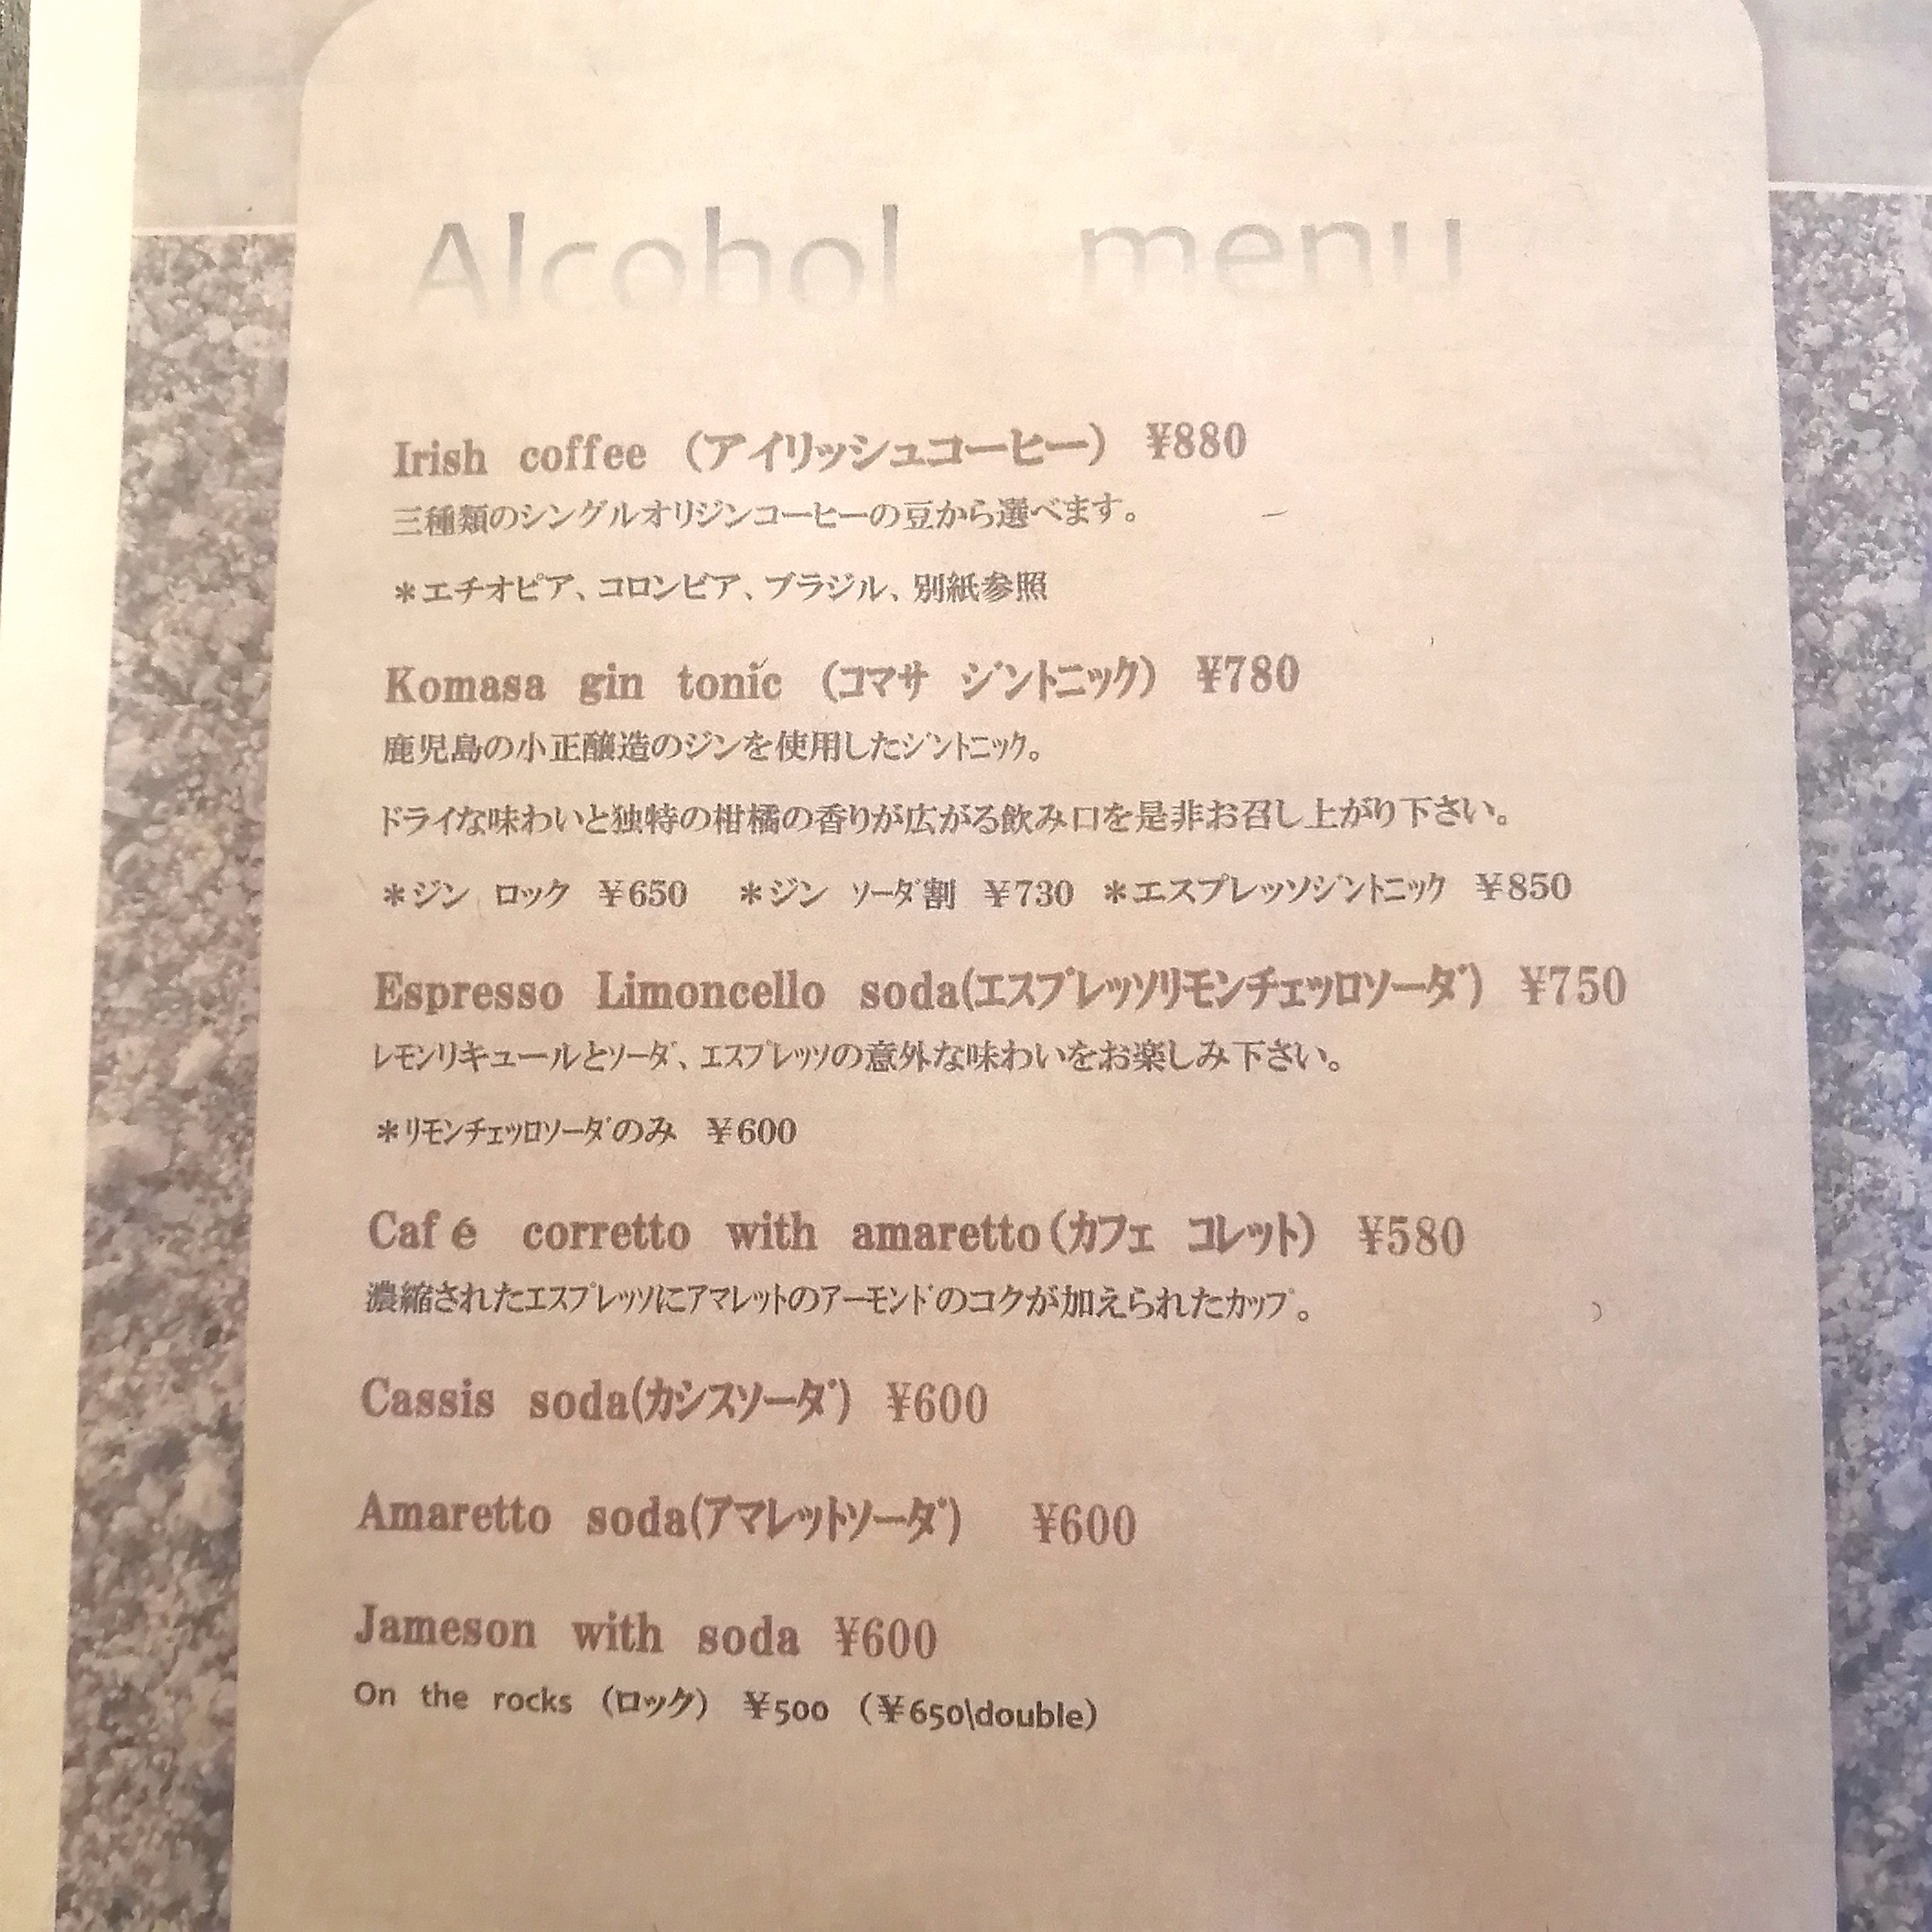 Alcohol menu
Irish coffee (アイリッシュコーヒー) ¥880
三種類のシングルオリジンコーヒーの豆から選べます。
＊エチオピア、コロンビア、ブラジル、別紙参照
Komasa gin tonic (コマサ ジントニック) ¥780
鹿児島の小正醸造のジンを使用したジントニック。
ドライな味わいと独特の柑橘の香りが広がる飲み口を是非お召し上がり下さい。
＊ジン ロック ￥650 ＊ジン ソーダ割 ￥730 ＊エスプレッソジントニック ￥850
Espresso Limoncello soda(エスプレッソリモンチェッロソーダ) ¥750
レモンリキュールとソーダ、エスプレッソの意外な味わいをお楽しみ下さい。
＊リモンチェッロソーダのみ ￥600
Café corretto with amaretto(カフェ コレット) ¥580
濃縮されたエスプレッソにアマレットのアーモンドのコクが加えられたカップ。
Cassis soda(カシスソーダ) ¥600
Amaretto soda(アマレットソーダ) ¥600
Jameson with soda ¥600
On the rocks (ロック) ￥500 (￥650\double)